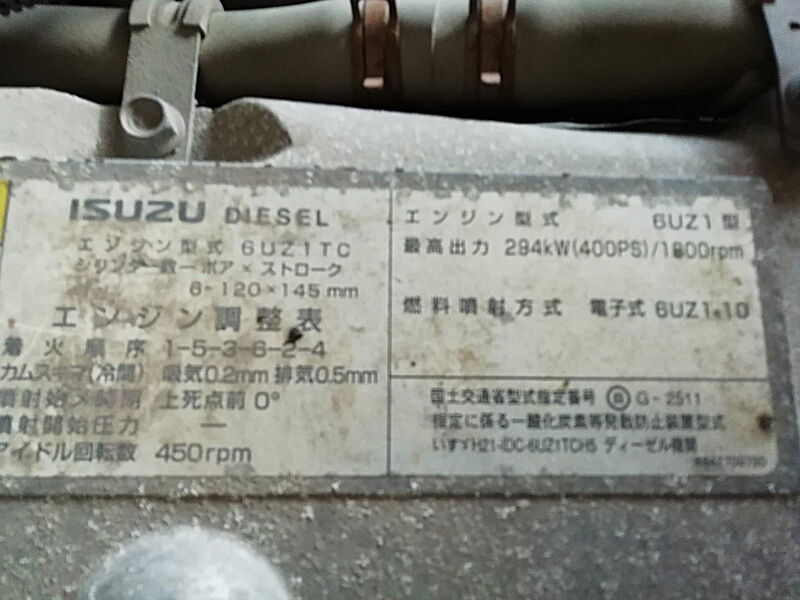 ISUZU DIESEL
エンジン型式 6UZ1TC
シリンダー数－ボア×ストローク
6-120×145mm
エンジン調整表
着火順序 1-5-3-6-2-4
カムスキマ(冷間) 吸気0.2mm 排気0.5mm
噴射始メ時期 上死点前 0°
噴射開始圧力 －
アイドル回転数 450rpm
エンジン型式 6UZ1型
最高出力 294kW(400PS)/1800rpm
燃料噴射方式 電子式 6UZ1.10
国土交通省型式指定番号 G-2511
指定に係る一酸化炭素等発散防止装置型式
いすゞH21-IDC-6UZ1TCH5 ディーゼル機関